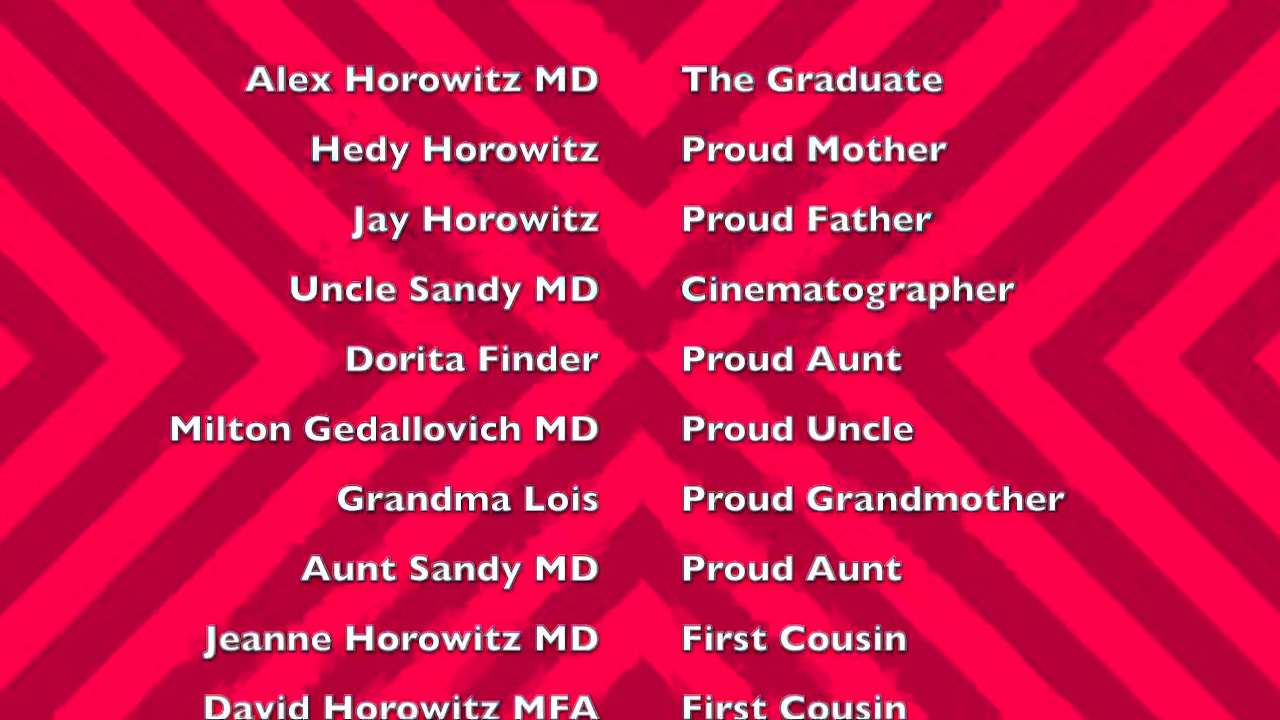 Alex Horowitz MD The Graduate
Hedy Horowitz Proud Mother
Jay Horowitz Proud Father
Uncle Sandy MD Cinematographer
Dorita Finder Proud Aunt
Milton Gedallovich MD Proud Uncle
Grandma Lois Proud Grandmother
Aunt Sandy MD Proud Aunt
Jeanne Horowitz MD First Cousin
David Horowitz MFA First Cousin